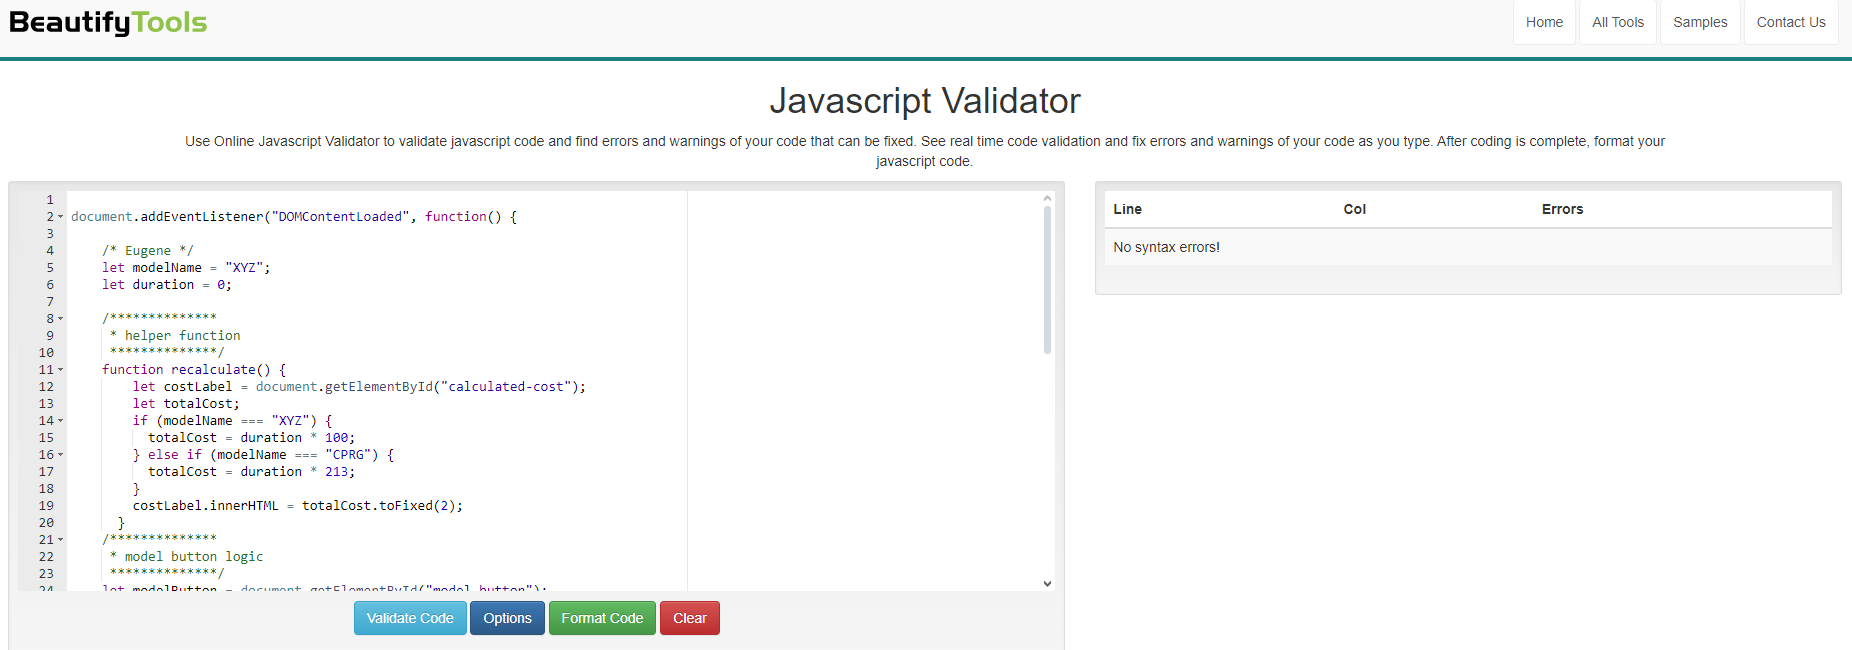 BeautifyTools
Home All Tools Samples Contact Us
Javascript Validator
Use Online Javascript Validator to validate javascript code and find errors and warnings of your code that can be fixed. See real time code validation and fix errors and warnings of your code as you type. After coding is complete, format your
javascript code.
1
2 document.addEventListener("DOMContentLoaded", function() {
3
4 /* Eugene */
5 let modelName = "XYZ";
6 let duration = 0;
7
8 /**************
9 * helper function
10 **************/
11 function recalculate() {
12 let costLabel = document.getElementById("calculated-cost");
13 let totalCost;
14 if (modelName === "XYZ") {
15 totalCost = duration * 100;
16 } else if (modelName === "CPRG") {
17 totalCost = duration * 213;
18 }
19 costLabel.innerHTML = totalCost.toFixed(2);
20 }
21 /**************
22 * model button logic
23 **************/
24 let modelButton = document.getElementById("model-button");
Validate Code Options Format Code Clear
Line Col Errors
No syntax errors!